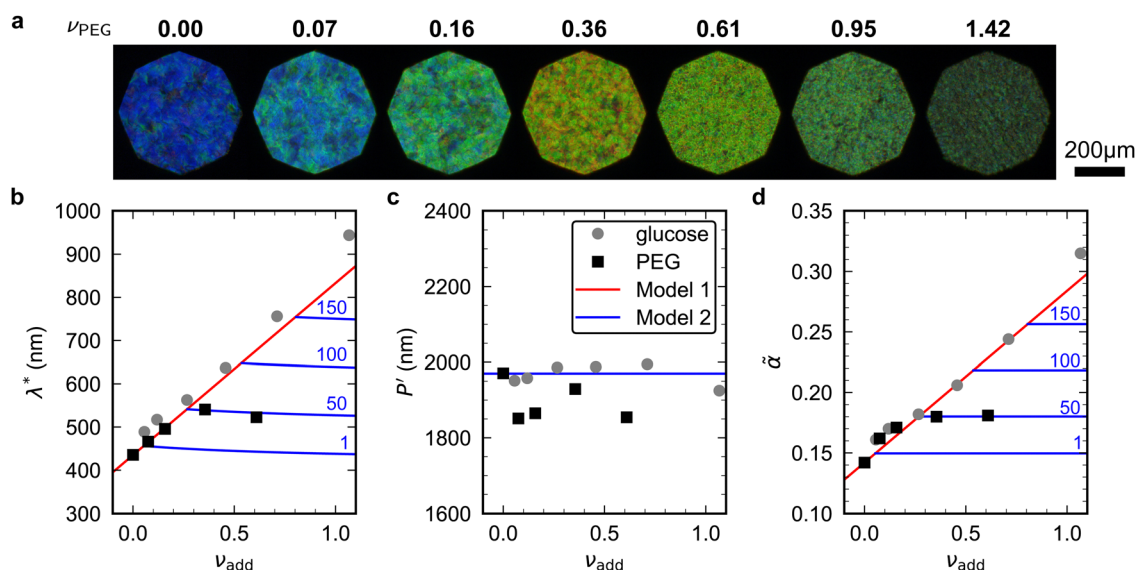 a
νPEG 0.00 0.07 0.16 0.36 0.61 0.95 1.42
200μm
b
1000
900
800
700
600
500
400
300
λ* (nm)
150
100
50
1
0.0 0.5 1.0
νadd
c
2400
2200
2000
1800
1600
P′ (nm)
glucose
PEG
Model 1
Model 2
0.0 0.5 1.0
νadd
d
0.35
0.30
0.25
0.20
0.15
0.10
α̃
150
100
50
1
0.0 0.5 1.0
νadd